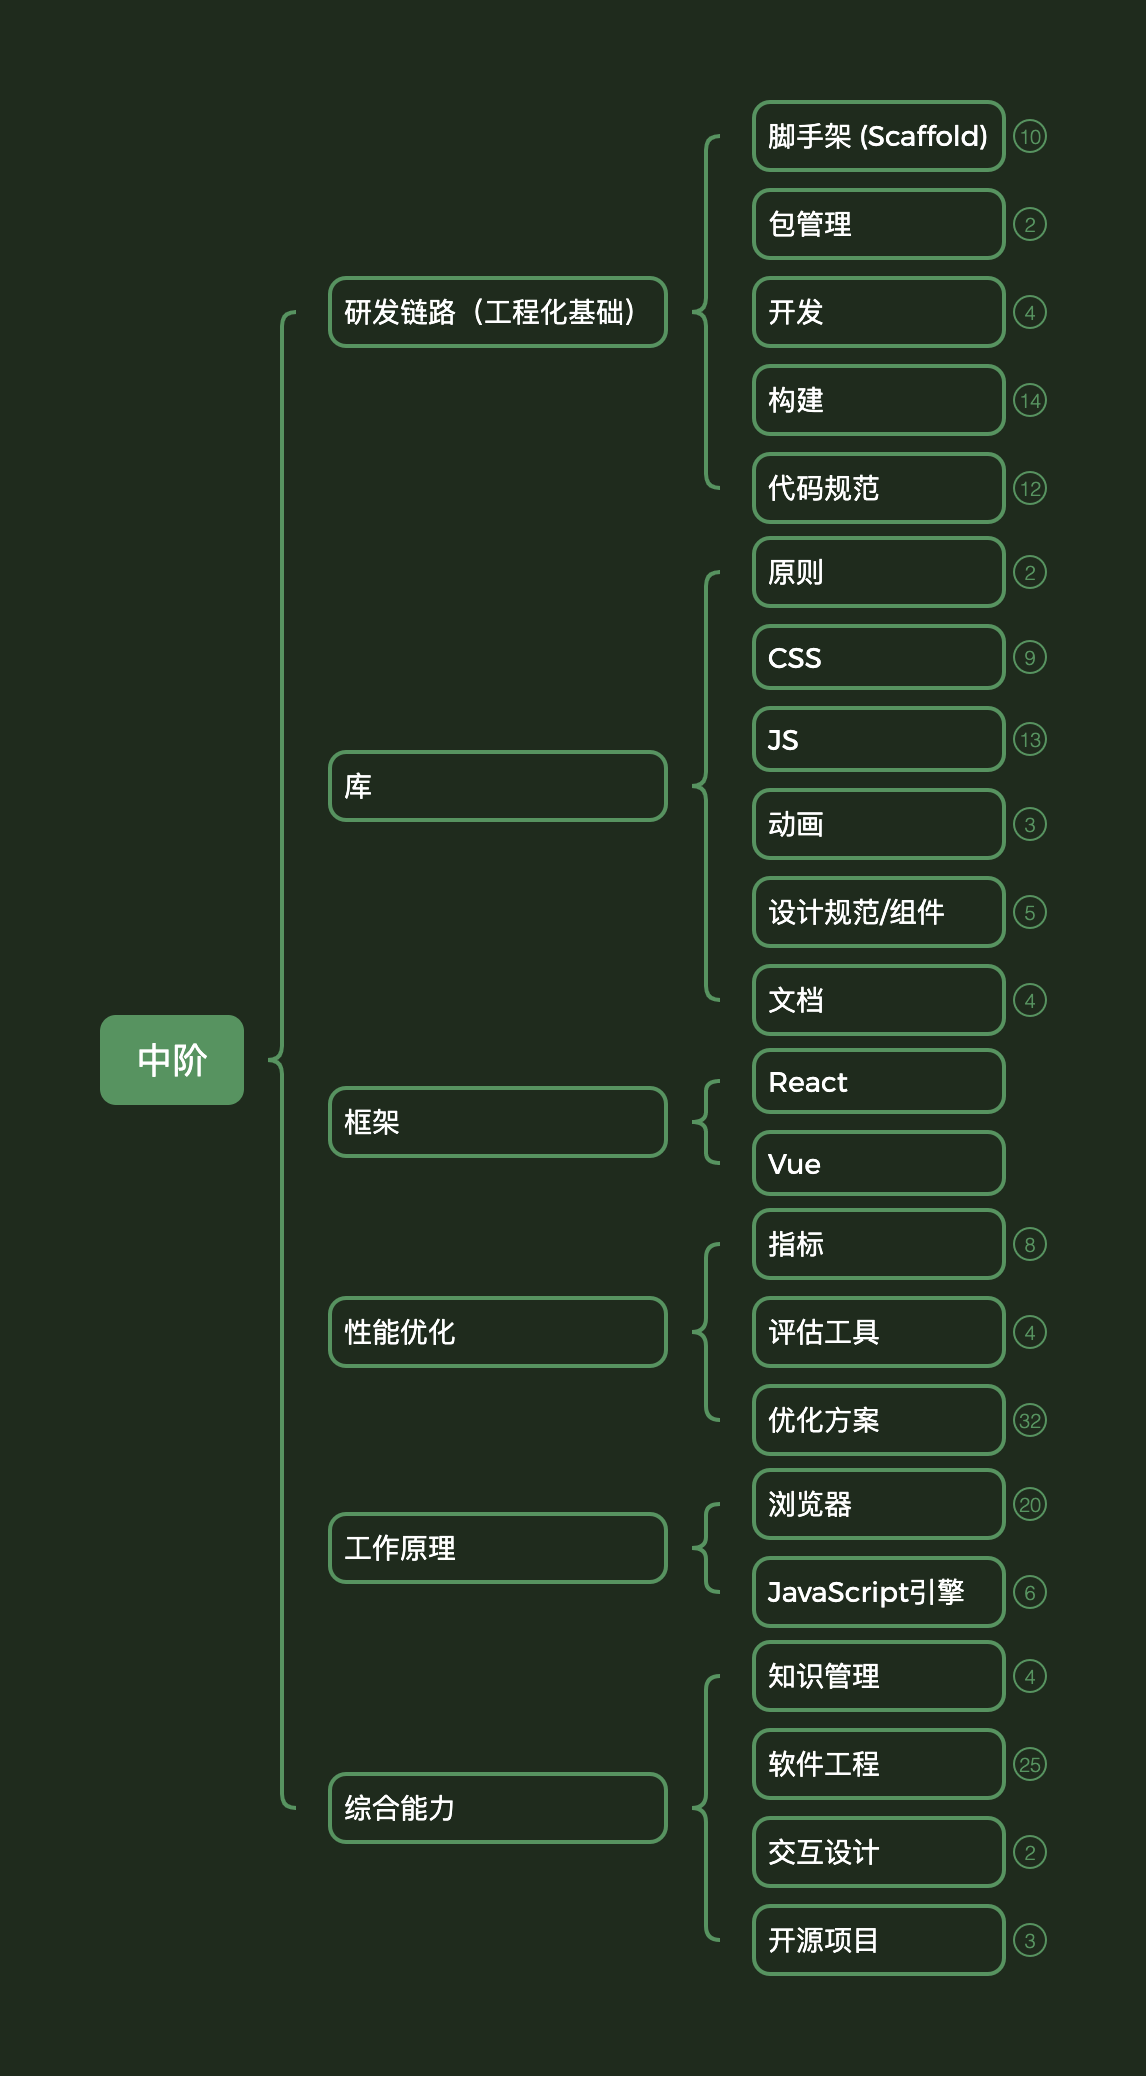 中阶
研发链路（工程化基础）
脚手架 (Scaffold)
10
包管理
2
开发
4
构建
14
代码规范
12
库
原则
2
CSS
9
JS
13
动画
3
设计规范/组件
5
文档
4
框架
React
Vue
性能优化
指标
8
评估工具
4
优化方案
32
工作原理
浏览器
20
JavaScript引擎
6
综合能力
知识管理
4
软件工程
25
交互设计
2
开源项目
3